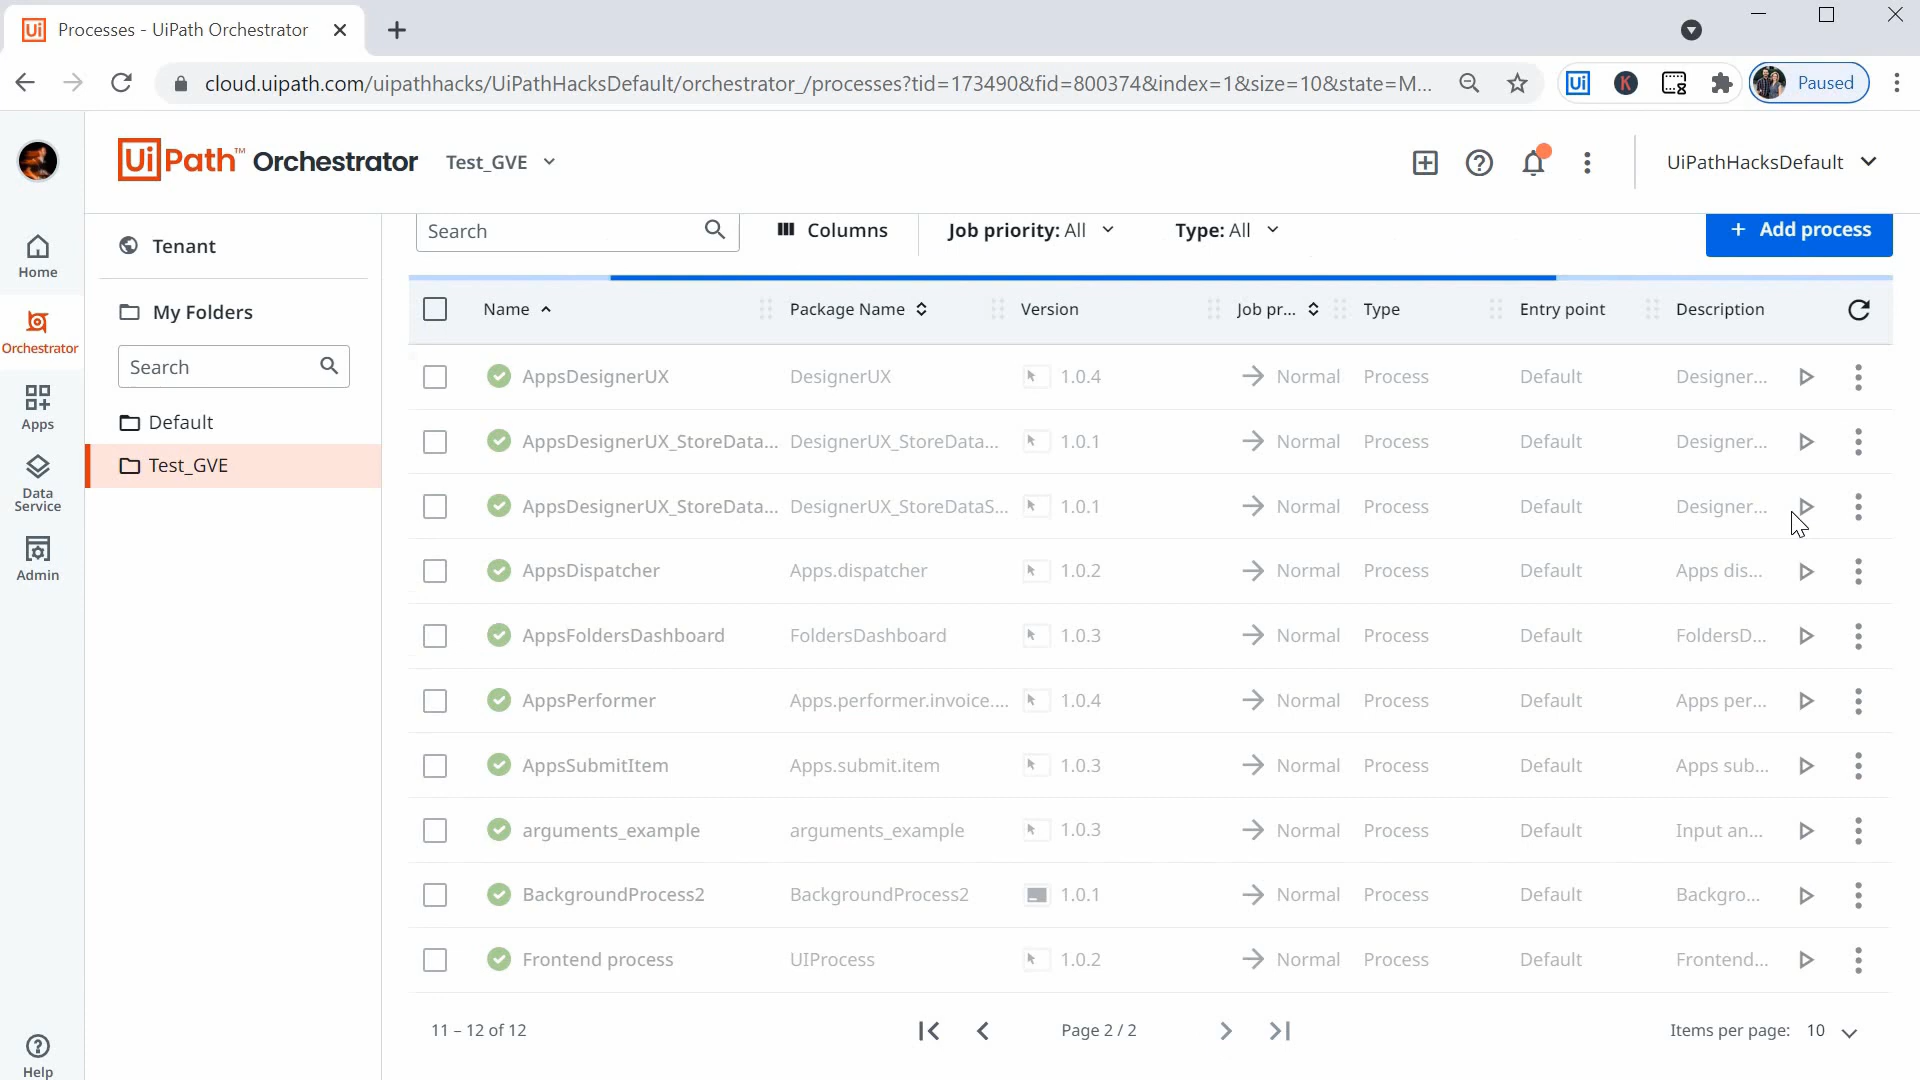 Processes - UiPath Orchestrator
cloud.uipath.com/uipathhacks/UiPathHacksDefault/orchestrator_/processes?tid=173490&fid=800374&index=1&size=10&state=M...
Ui
K
Paused
UiPath™ Orchestrator
Test_GVE
UiPathHacksDefault
Home
Orchestrator
Apps
Data
Service
Admin
Help
Tenant
My Folders
Search
Default
Test_GVE
Search
Columns
Job priority: All
Type: All
+ Add process
Name
Package Name
Version
Job pr...
Type
Entry point
Description
AppsDesignerUX DesignerUX 1.0.4 Normal Process Default Designer...
AppsDesignerUX_StoreData... DesignerUX_StoreData... 1.0.1 Normal Process Default Designer...
AppsDesignerUX_StoreData... DesignerUX_StoreDataS... 1.0.1 Normal Process Default Designer...
AppsDispatcher Apps.dispatcher 1.0.2 Normal Process Default Apps dis...
AppsFoldersDashboard FoldersDashboard 1.0.3 Normal Process Default FoldersD...
AppsPerformer Apps.performer.invoice.... 1.0.4 Normal Process Default Apps per...
AppsSubmitItem Apps.submit.item 1.0.3 Normal Process Default Apps sub...
arguments_example arguments_example 1.0.3 Normal Process Default Input an...
BackgroundProcess2 BackgroundProcess2 1.0.1 Normal Process Default Backgro...
Frontend process UIProcess 1.0.2 Normal Process Default Frontend...
11 – 12 of 12
Page 2 / 2
Items per page: 10